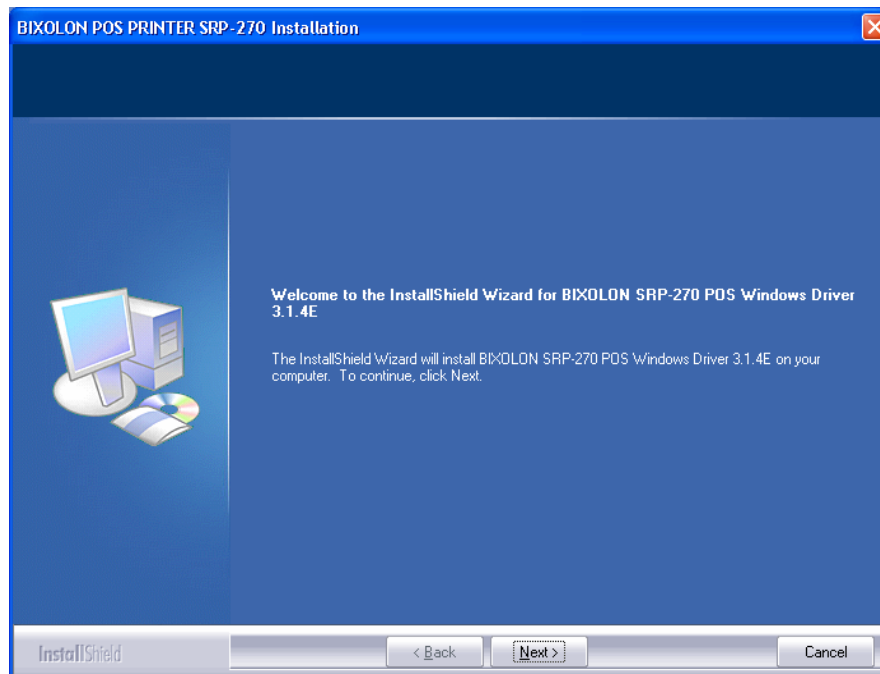 BIXOLON POS PRINTER SRP-270 Installation
Welcome to the InstallShield Wizard for BIXOLON SRP-270 POS Windows Driver
3.1.4E
The InstallShield Wizard will install BIXOLON SRP-270 POS Windows Driver 3.1.4E on your
computer. To continue, click Next.
InstallShield
< Back
Next >
Cancel